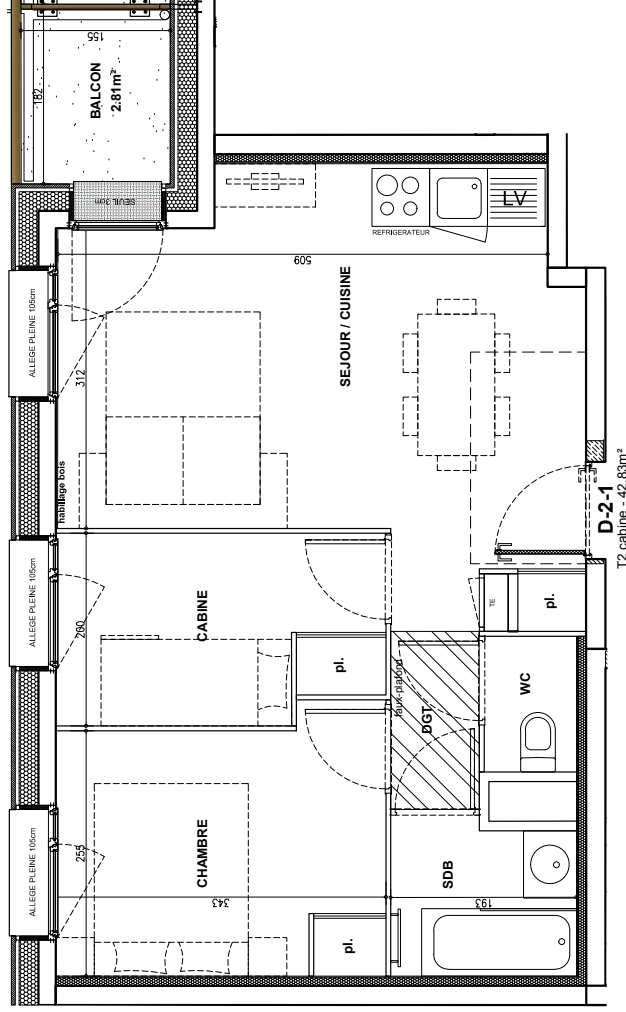 155
182
BALCON
2.81m²
SEUIL 3cm
LV
REFRIGERATEUR
509
SEJOUR / CUISINE
ALLEGE PLEINE 105cm
312
habillage bois
D-2-1
T2 cabine - 42.83m²
ALLEGE PLEINE 105cm
200
CABINE
TE
pl.
pl.
faux-plafond
DGT
WC
ALLEGE PLEINE 105cm
255
CHAMBRE
SDB
343
193
pl.